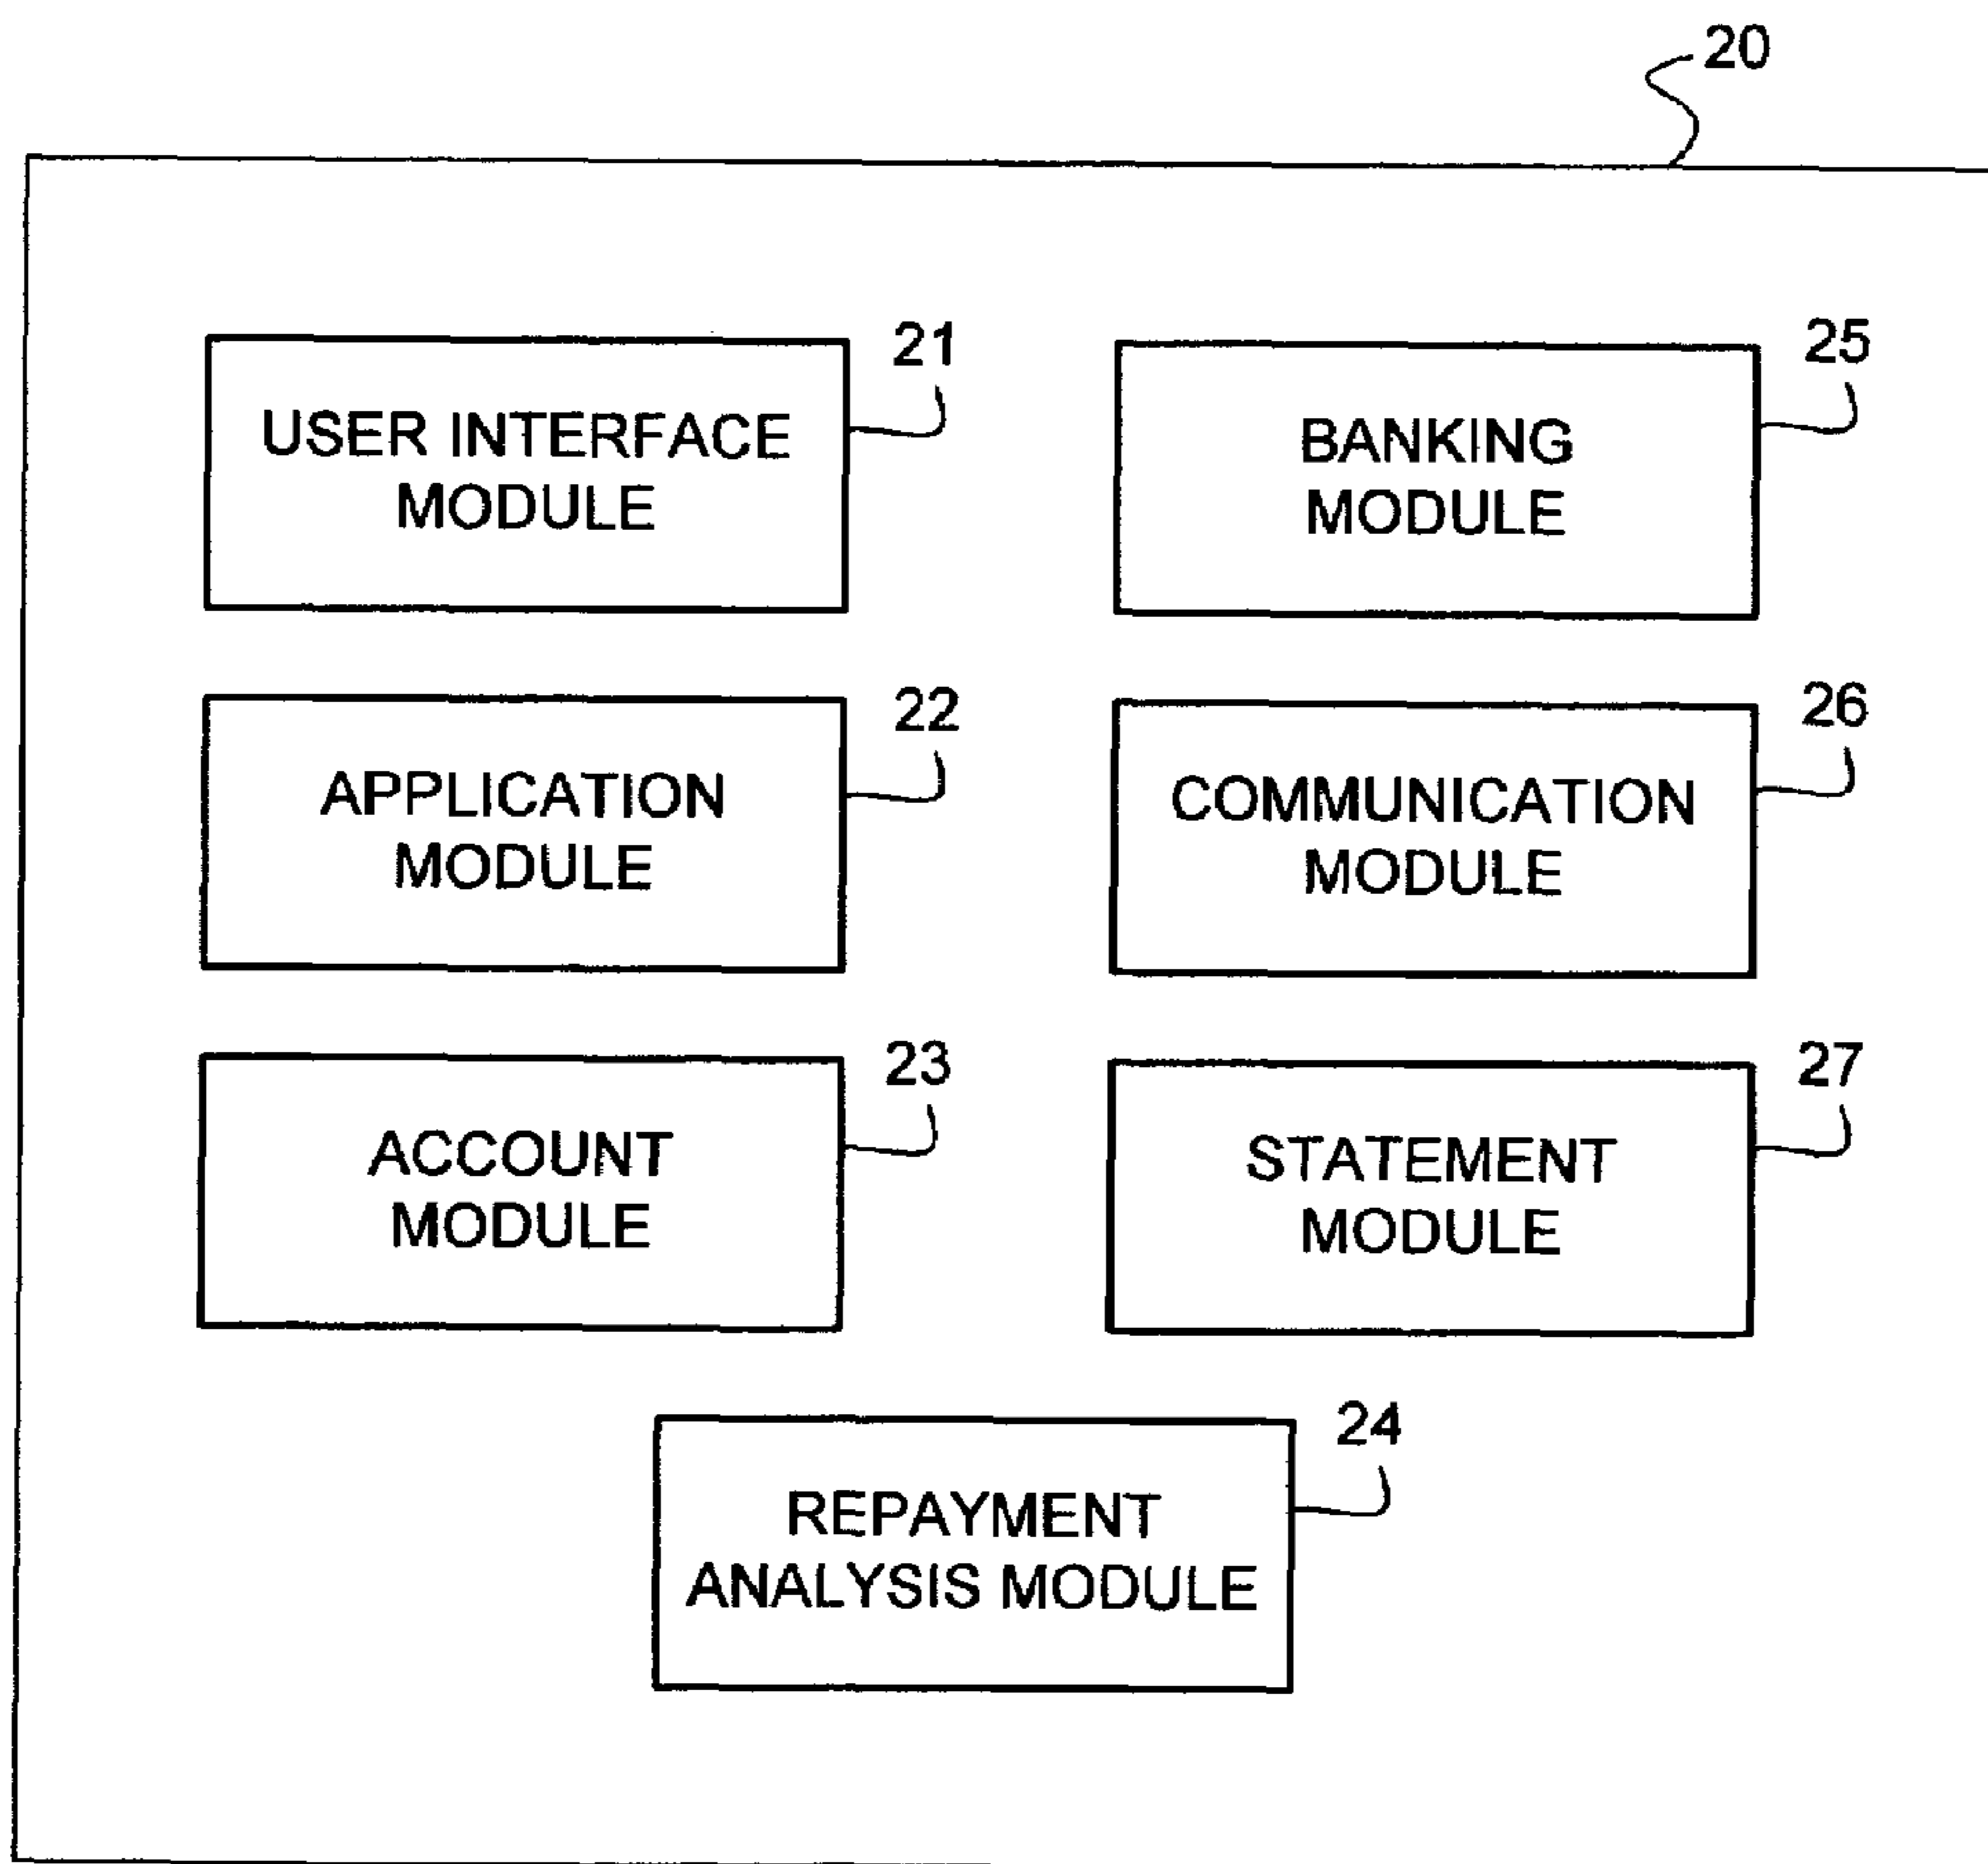 20
21
USER INTERFACE
MODULE
25
BANKING
MODULE
22
APPLICATION
MODULE
26
COMMUNICATION
MODULE
23
ACCOUNT
MODULE
27
STATEMENT
MODULE
24
REPAYMENT
ANALYSIS MODULE